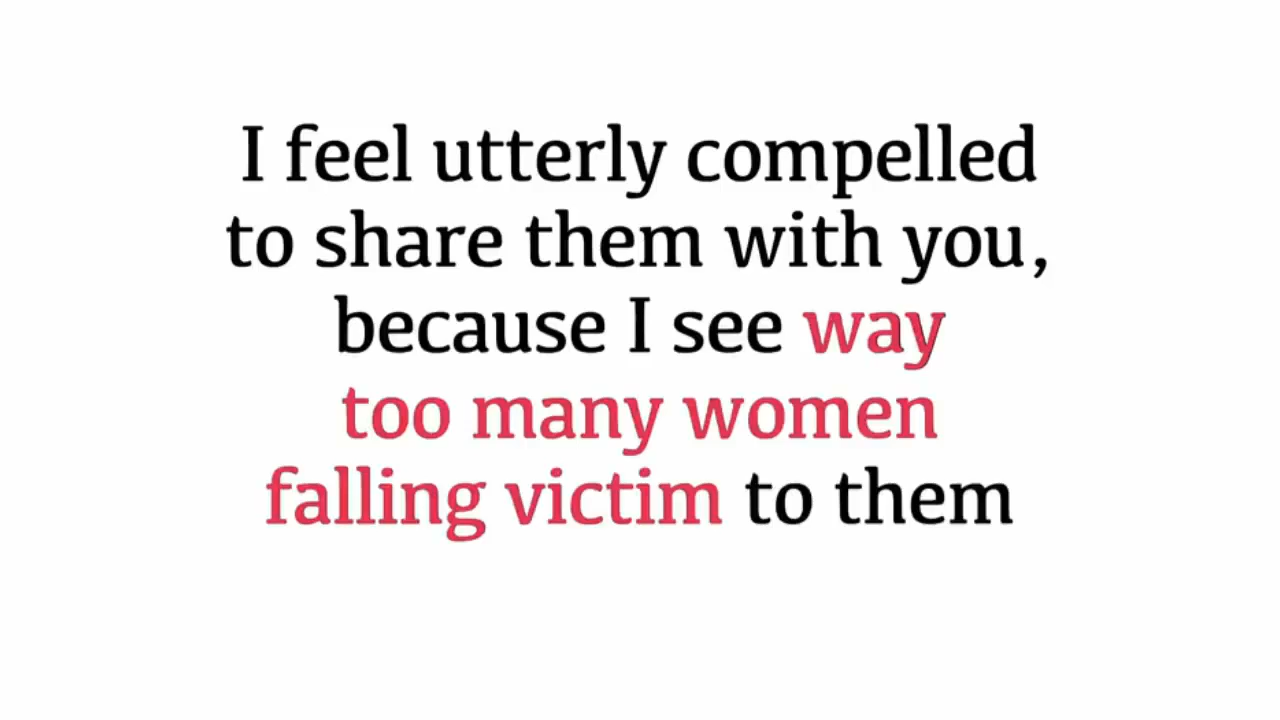 I feel utterly compelled
to share them with you,
because I see way
too many women
falling victim to them